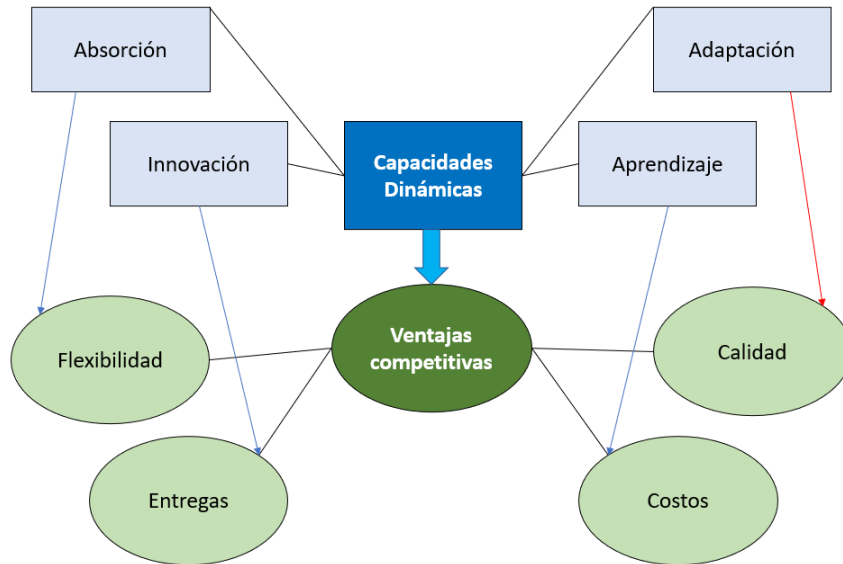 Absorción
Adaptación
Innovación
Capacidades
Dinámicas
Aprendizaje
Flexibilidad
Ventajas
competitivas
Calidad
Entregas
Costos